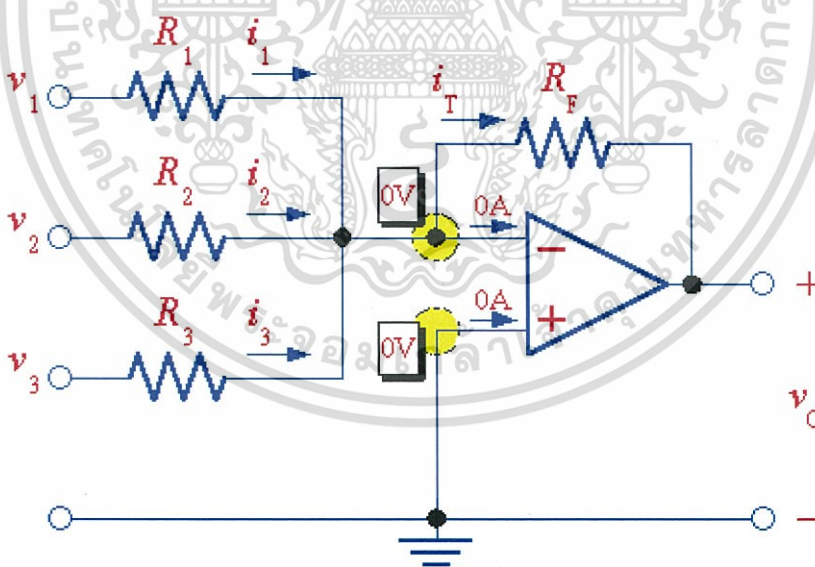 R1 i1
v1
iT RF
R2 i2 0V 0A
v2 −
R3 i3 0V 0A
+
v3
+
vO
−